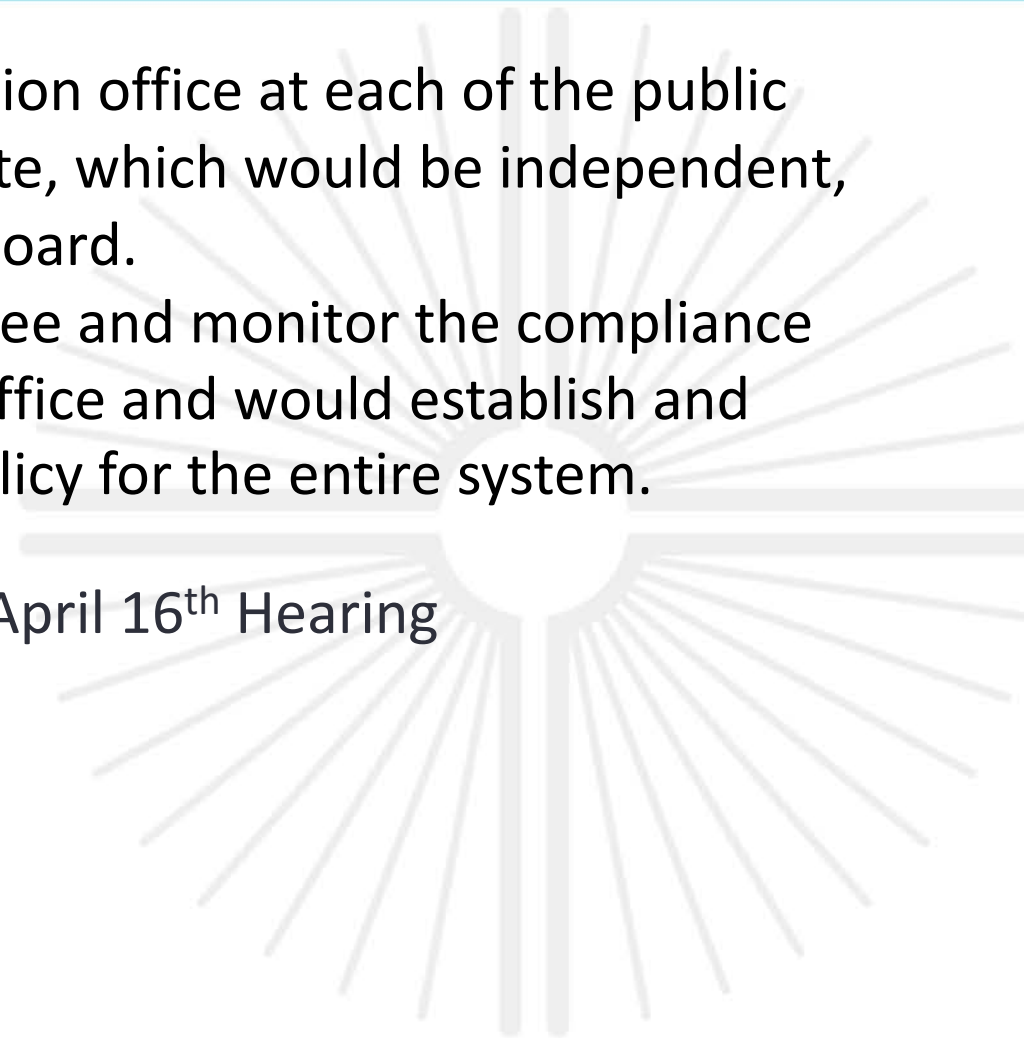 ion office at each of the public
te, which would be independent,
oard.
ee and monitor the compliance
ffice and would establish and
licy for the entire system.
April 16th Hearing